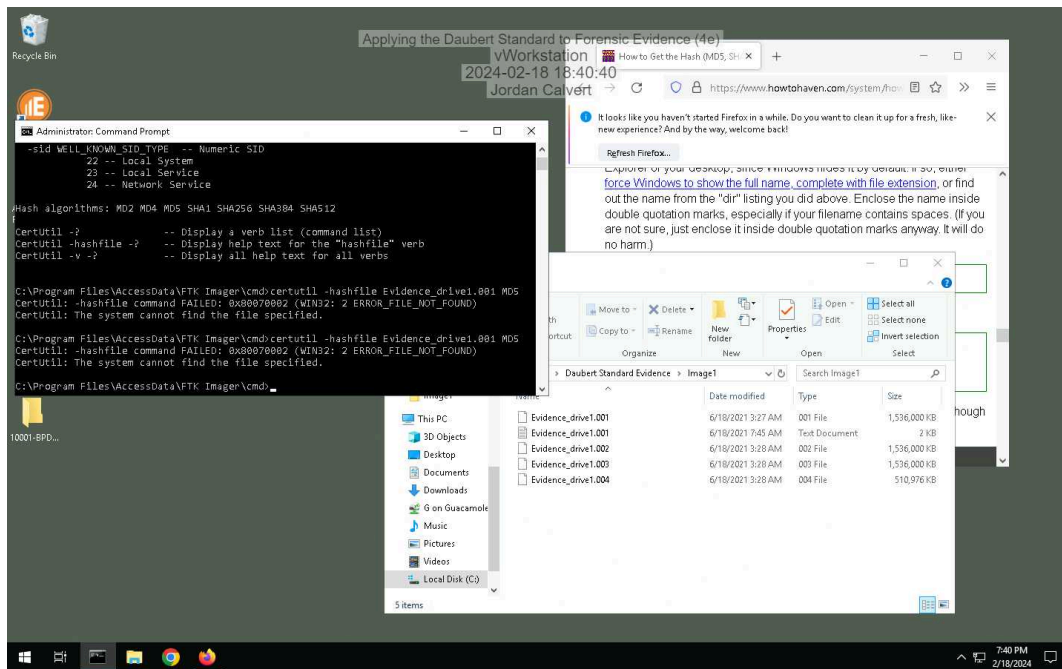 Recycle Bin
Applying the Daubert Standard to Forensic Evidence (4e)
vWorkstation
2024-02-18 18:40:40
Jordan Calvert
How to Get the Hash (MD5, SH
https://www.howtohaven.com/system/how
It looks like you haven't started Firefox in a while. Do you want to clean it up for a fresh, like-
new experience? And by the way, welcome back!
Refresh Firefox...
force Windows to show the full name, complete with file extension, or find
out the name from the "dir" listing you did above. Enclose the name inside
double quotation marks, especially if your filename contains spaces. (If you
are not sure, just enclose it inside double quotation marks anyway. It will do
no harm.)
Administrator: Command Prompt
-sid WELL_KNOWN_SID_TYPE -- Numeric SID
22 -- Local System
23 -- Local Service
24 -- Network Service
Hash algorithms: MD2 MD4 MD5 SHA1 SHA256 SHA384 SHA512
CertUtil -? -- Display a verb list (command list)
CertUtil -hashfile -? -- Display help text for the "hashfile" verb
CertUtil -v -? -- Display all help text for all verbs
C:\Program Files\AccessData\FTK Imager\cmd>certutil -hashfile Evidence_drive1.001 MD5
CertUtil: -hashfile command FAILED: 0x80070002 (WIN32: 2 ERROR_FILE_NOT_FOUND)
CertUtil: The system cannot find the file specified.
C:\Program Files\AccessData\FTK Imager\cmd>certutil -hashfile Evidence_drive1.001 MD5
CertUtil: -hashfile command FAILED: 0x80070002 (WIN32: 2 ERROR_FILE_NOT_FOUND)
CertUtil: The system cannot find the file specified.
C:\Program Files\AccessData\FTK Imager\cmd>
Move to Delete Open Select all
Copy to Rename New folder Properties Edit Select none
Invert selection
Organize New Open Select
Daubert Standard Evidence > Image1 Search Image1
Name Date modified Type Size
Evidence_drive1.001 6/18/2021 3:27 AM 001 File 1,536,000 KB
Evidence_drive1.001 6/18/2021 7:45 AM Text Document 2 KB
Evidence_drive1.002 6/18/2021 3:28 AM 002 File 1,536,000 KB
Evidence_drive1.003 6/18/2021 3:28 AM 003 File 1,536,000 KB
Evidence_drive1.004 6/18/2021 3:28 AM 004 File 510,976 KB
This PC
3D Objects
Desktop
Documents
Downloads
G on Guacamole
Music
Pictures
Videos
Local Disk (C:)
5 items
10001-BPD...
7:40 PM
2/18/2024